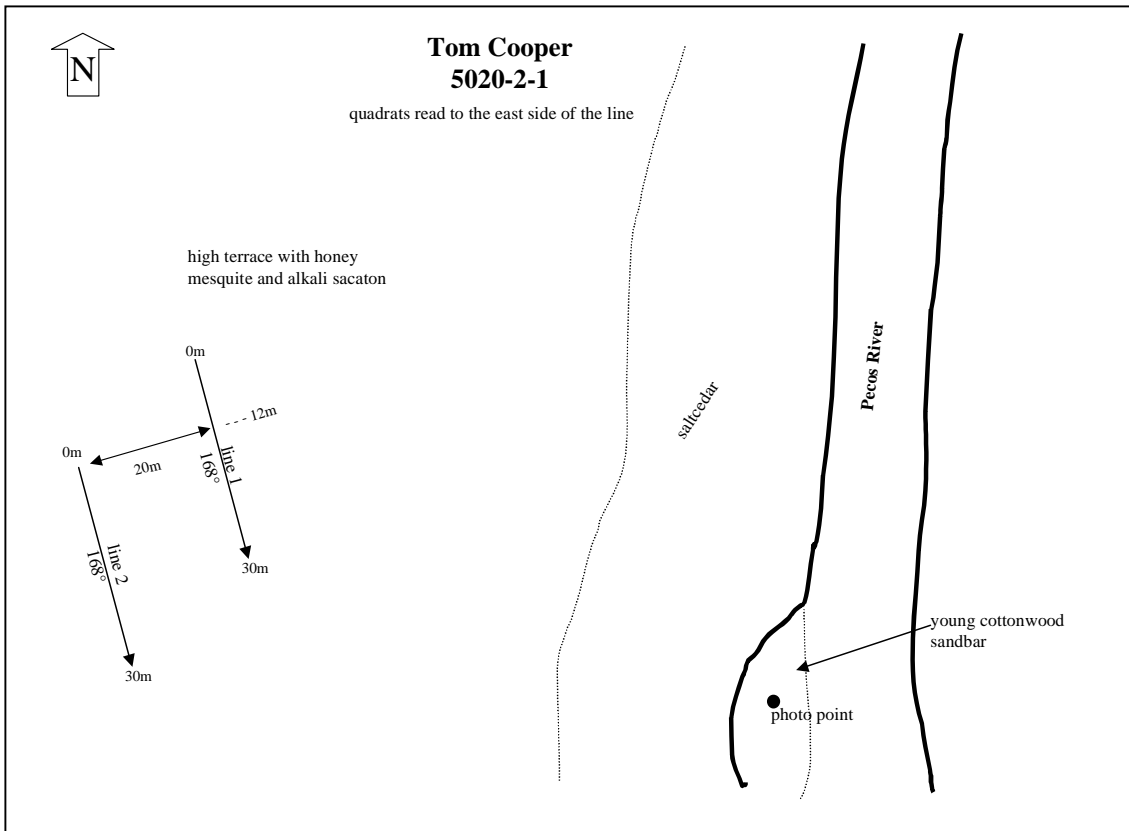 N
Tom Cooper
5020-2-1
quadrats read to the east side of the line
high terrace with honey
mesquite and alkali sacaton
0m
12m
0m
20m
line 1
168°
30m
line 2
168°
30m
saltcedar
Pecos River
young cottonwood
sandbar
photo point